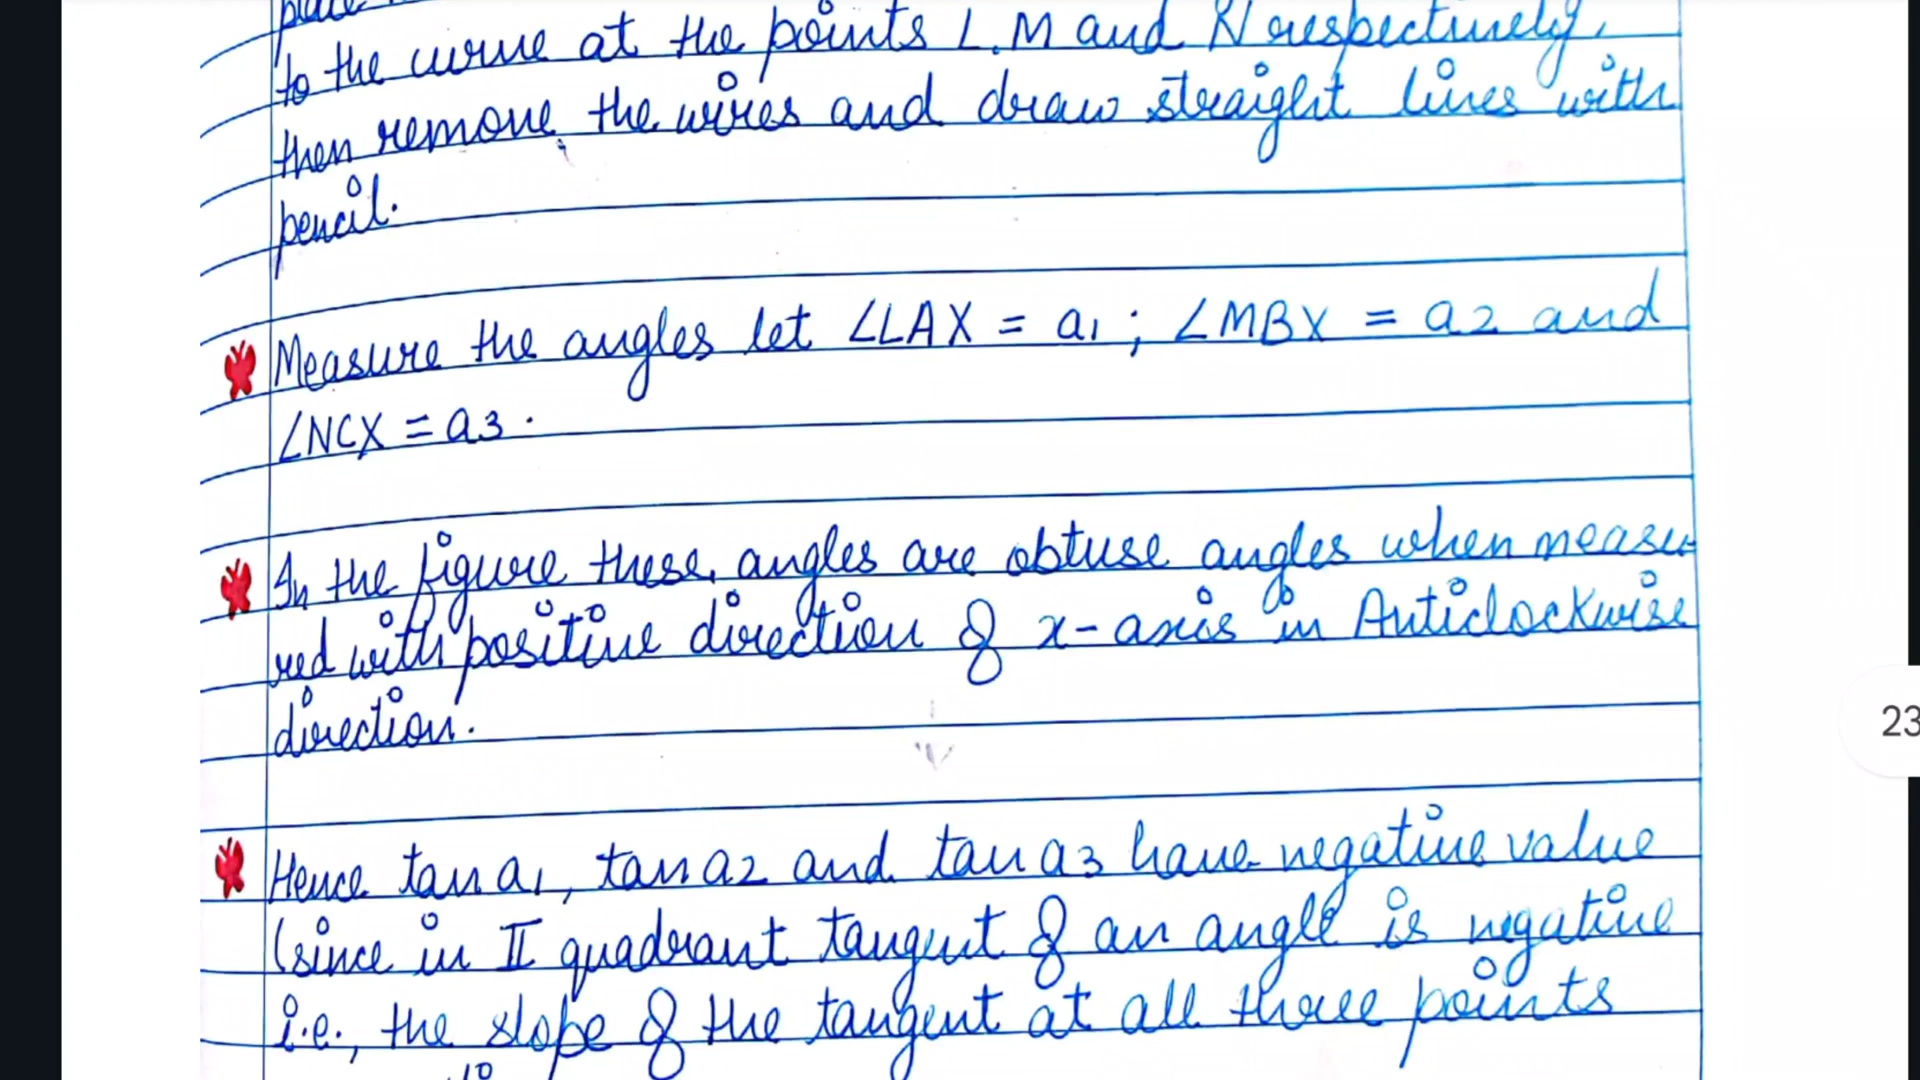 to the curve at the points L, M and N respectively.
then remove the wires and draw straight lines with
pencil.
Measure the angles let ∠LAX = a1 ; ∠MBX = a2 and
∠NCX = a3 .
In the figure these angles are obtuse angles when measu-
red with positive direction of x-axis in Anticlockwise
direction.
23
Hence tan a1, tan a2 and tan a3 have negative value
(since in II quadrant tangent of an angle is negative
i.e., the slope of the tangent at all three points